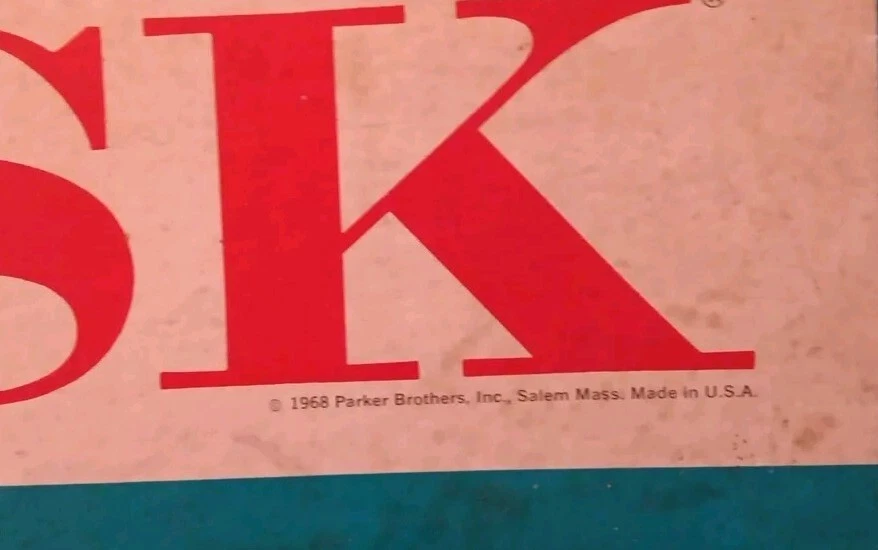 SK®
© 1968 Parker Brothers, Inc., Salem Mass. Made in U.S.A.